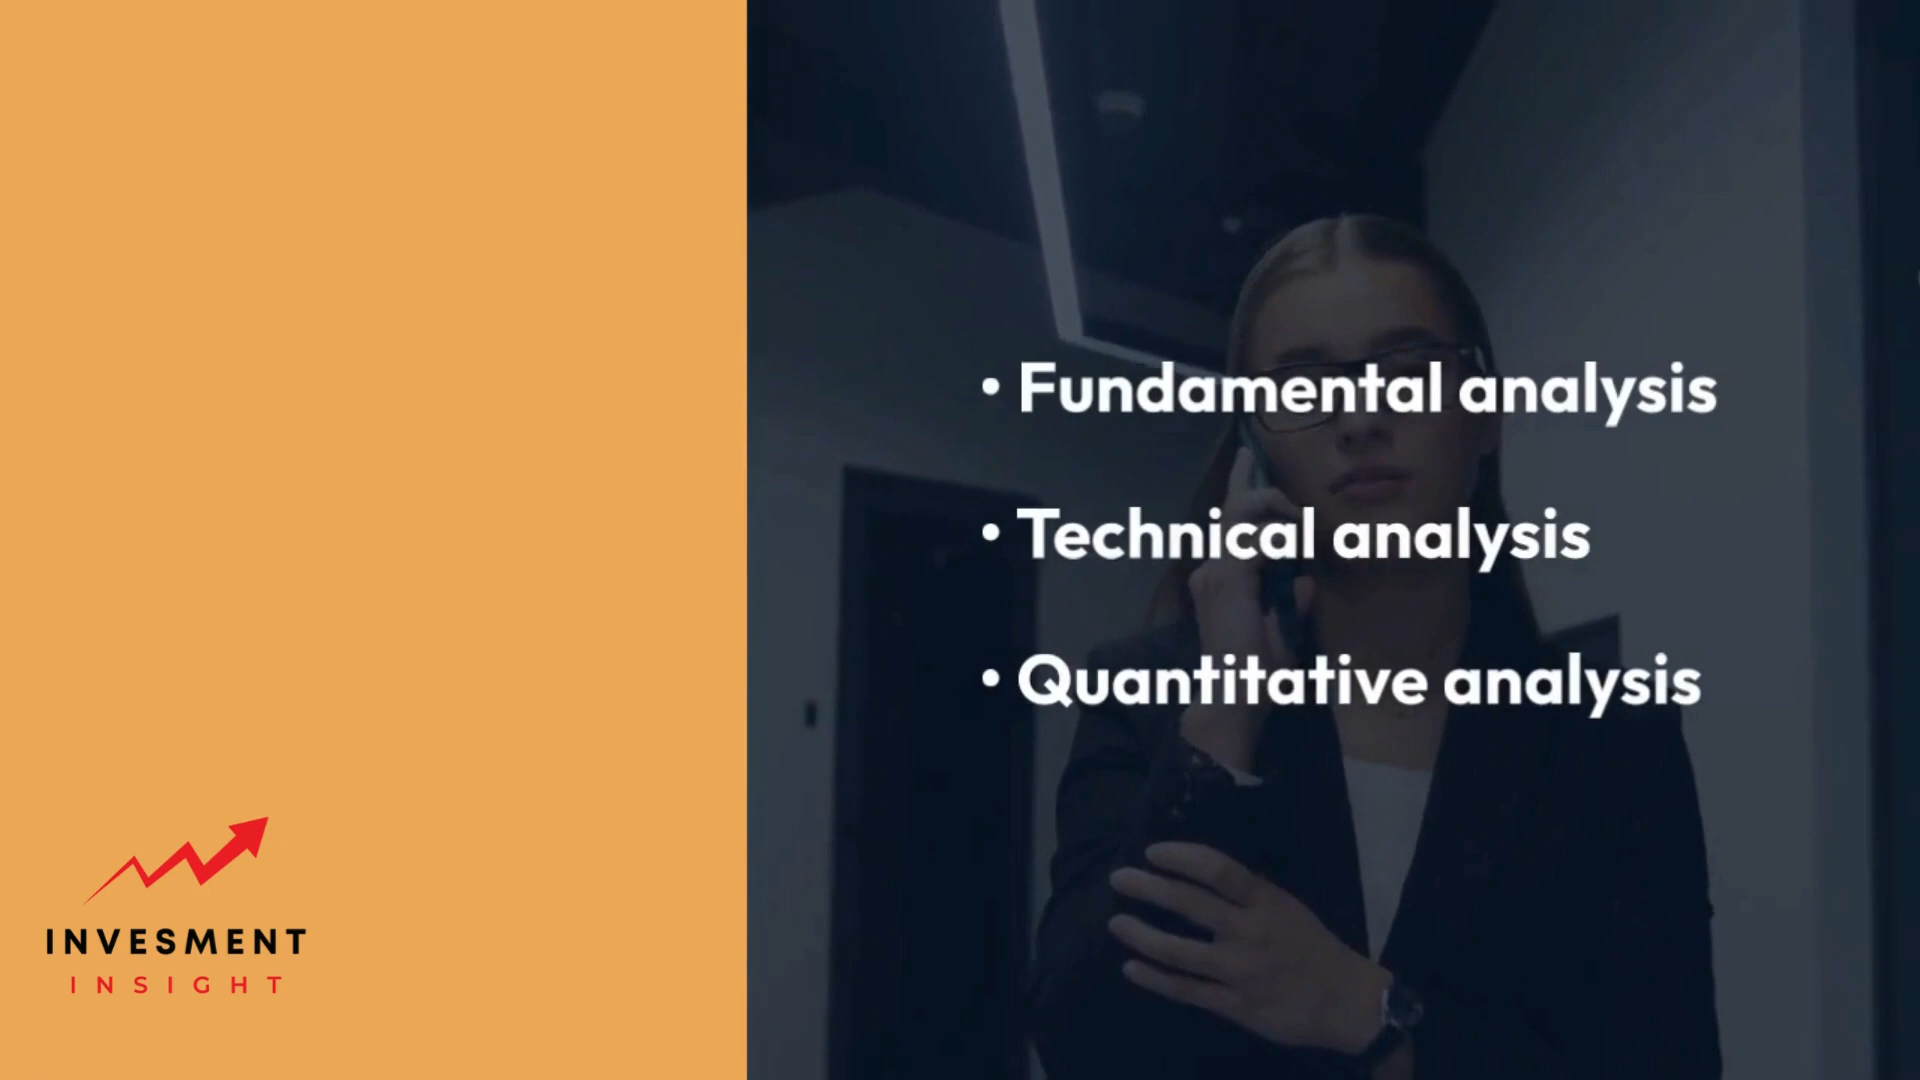 • Fundamental analysis
• Technical analysis
• Quantitative analysis
INVESMENT
INSIGHT